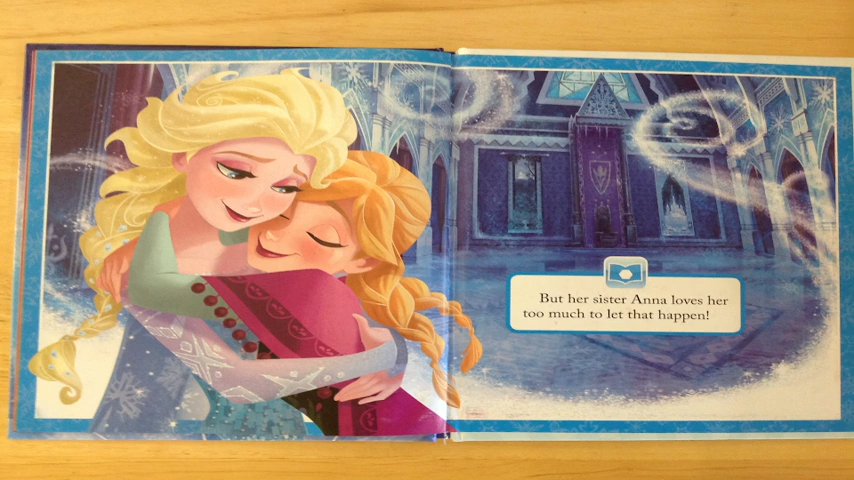 But her sister Anna loves her
too much to let that happen!